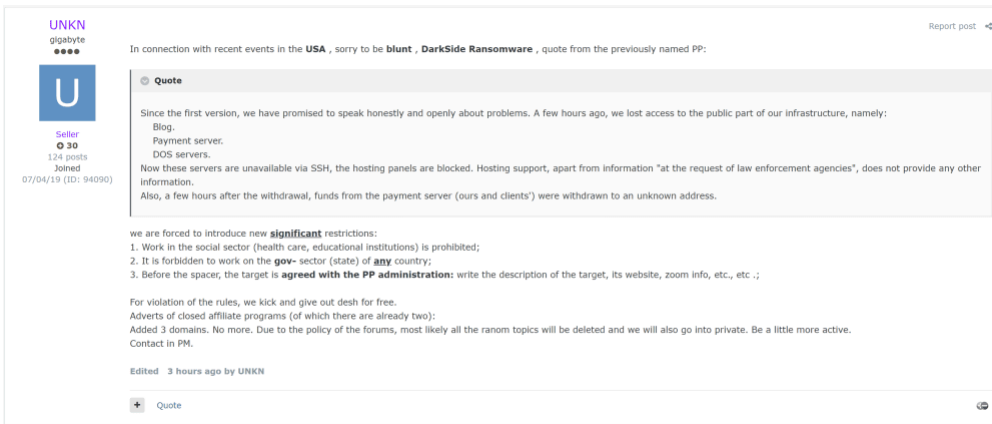 UNKN
gigabyte
U
Seller
30
124 posts
Joined
07/04/19 (ID: 94090)
Report post
In connection with recent events in the USA , sorry to be blunt , DarkSide Ransomware , quote from the previously named PP:
Quote
Since the first version, we have promised to speak honestly and openly about problems. A few hours ago, we lost access to the public part of our infrastructure, namely:
Blog.
Payment server.
DOS servers.
Now these servers are unavailable via SSH, the hosting panels are blocked. Hosting support, apart from information "at the request of law enforcement agencies", does not provide any other
information.
Also, a few hours after the withdrawal, funds from the payment server (ours and clients') were withdrawn to an unknown address.
we are forced to introduce new significant restrictions:
1. Work in the social sector (health care, educational institutions) is prohibited;
2. It is forbidden to work on the gov- sector (state) of any country;
3. Before the spacer, the target is agreed with the PP administration: write the description of the target, its website, zoom info, etc., etc .;
For violation of the rules, we kick and give out desh for free.
Adverts of closed affiliate programs (of which there are already two):
Added 3 domains. No more. Due to the policy of the forums, most likely all the ranom topics will be deleted and we will also go into private. Be a little more active.
Contact in PM.
Edited 3 hours ago by UNKN
+ Quote